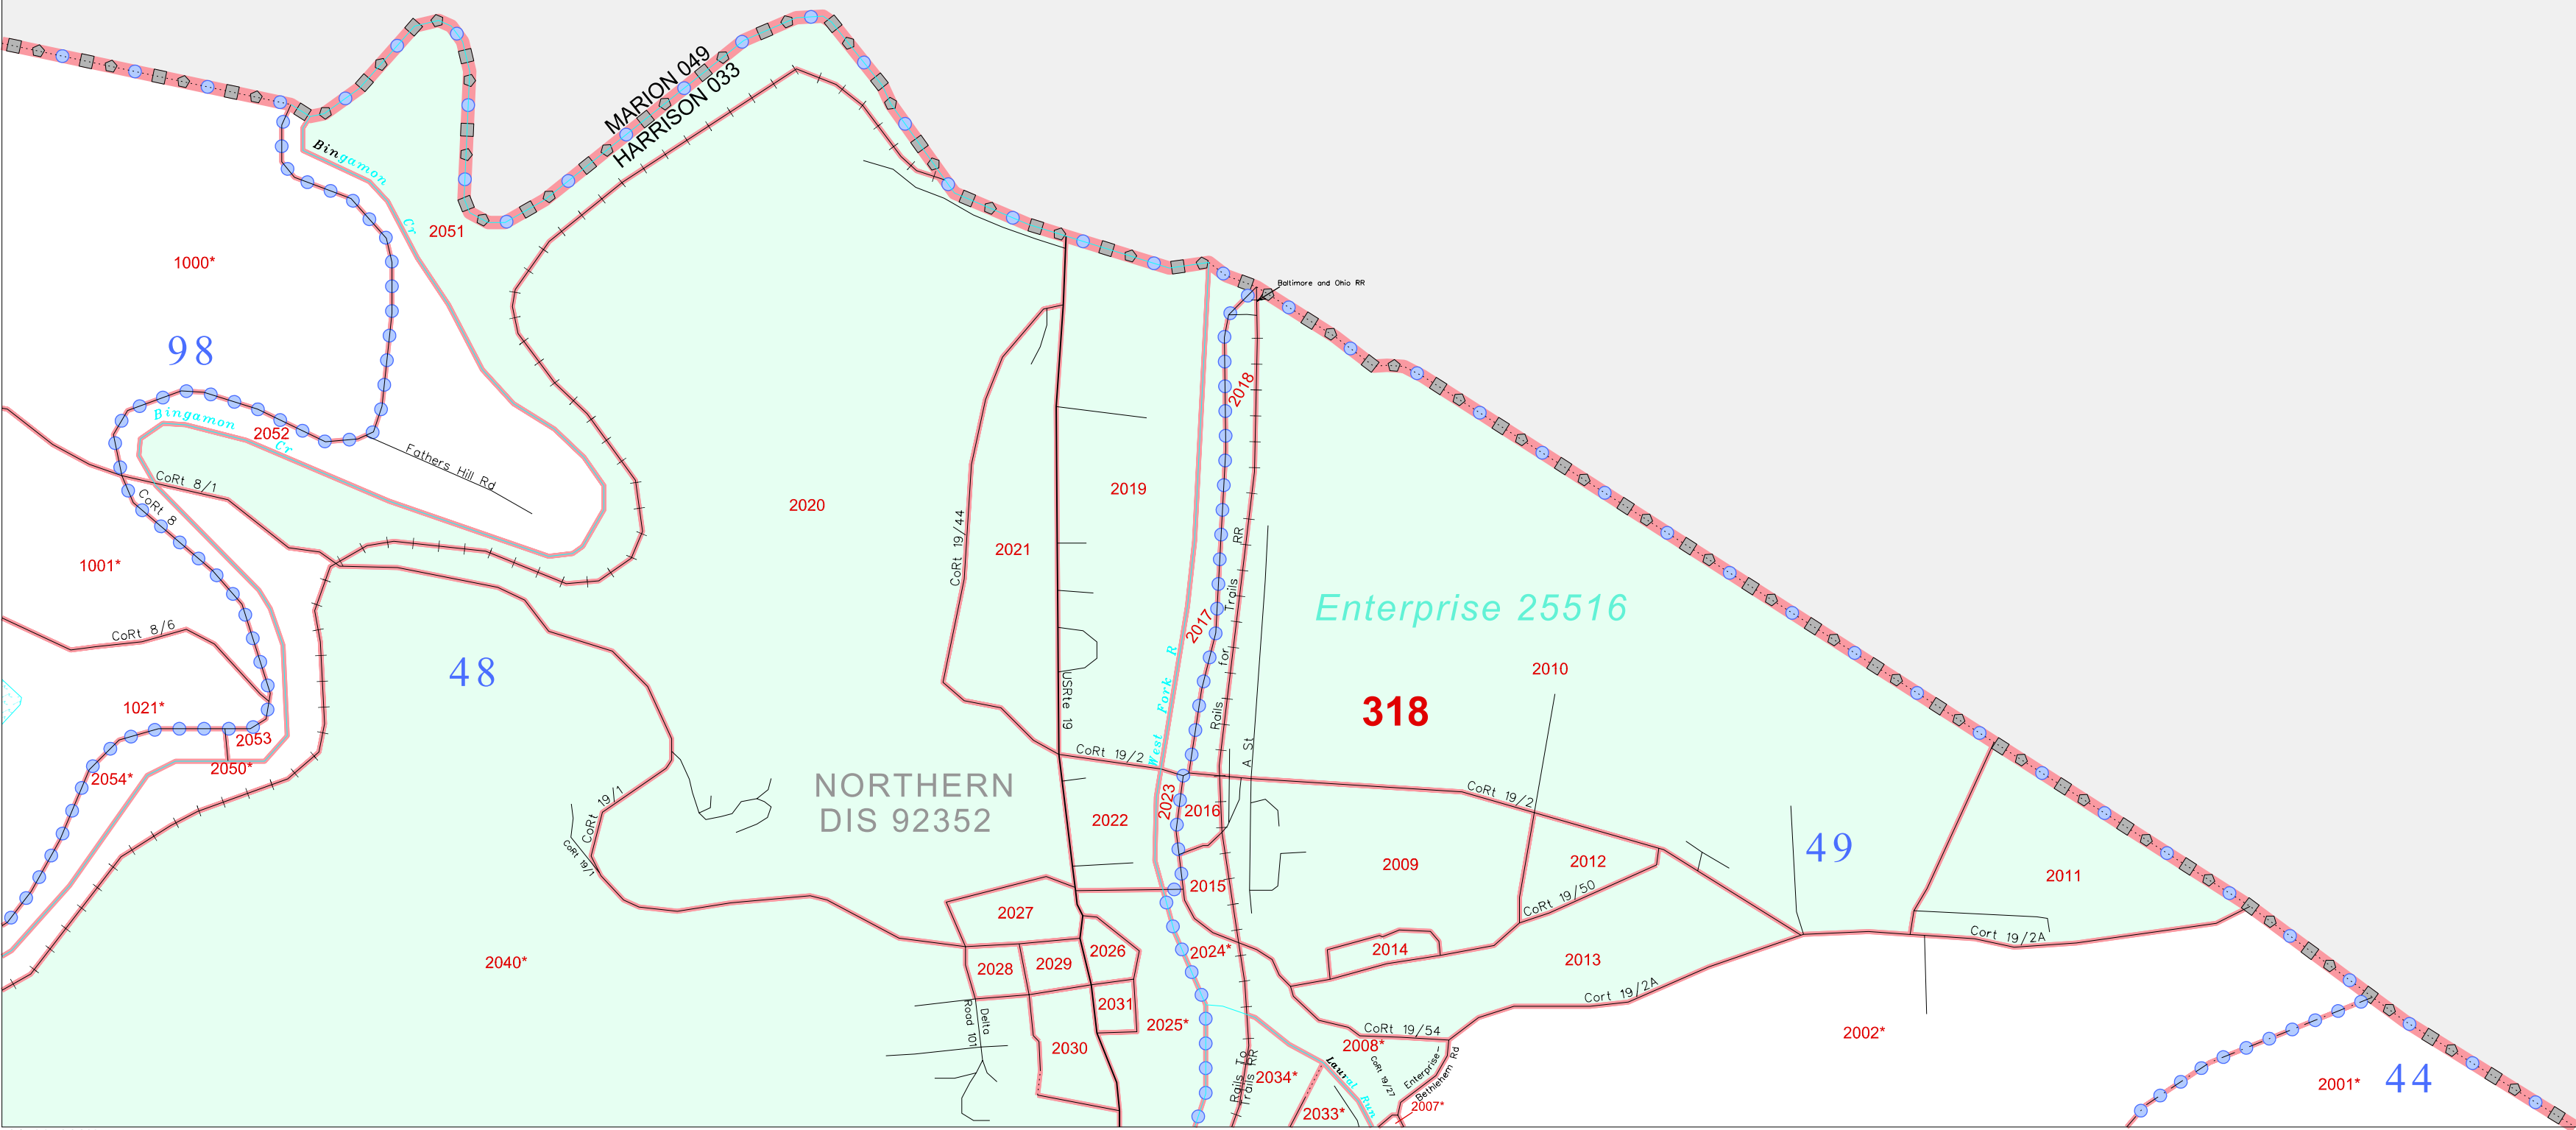 MARION 049
HARRISON 033
Bingamon
Cr
2051
1000*
Baltimore and Ohio RR
98
2018
Bingamon
Cr
2052
Fathers Hill Rd
2019
CoRt 8/1
CoRt 8
2020
CoRt 19/44
2021
RR
Trails
for
Rails
1001*
Enterprise 25516
2017
CoRt 8/6
West Fork R
48
2010
USRte 19
318
1021*
2053
2050*
2054*
CoRt 19/2
A St
NORTHERN
DIS 92352
CoRt 19/1
CoRt 19/1
CoRt 19/2
2023
2016
2022
49
2009
2012
2011
2015
CoRt 19/50
2027
2026
2024*
2014
2013
Cort 19/2A
2040*
2028
2029
Cort 19/2A
2031
Delta
Road 101
2025*
CoRt 19/54
2002*
2030
2008*
CoRt 19/27
Enterprise-
Bethlehem Rd
Rails To
Trails RR
2034*
Laurel Run
2033*
2007*
2001*
44